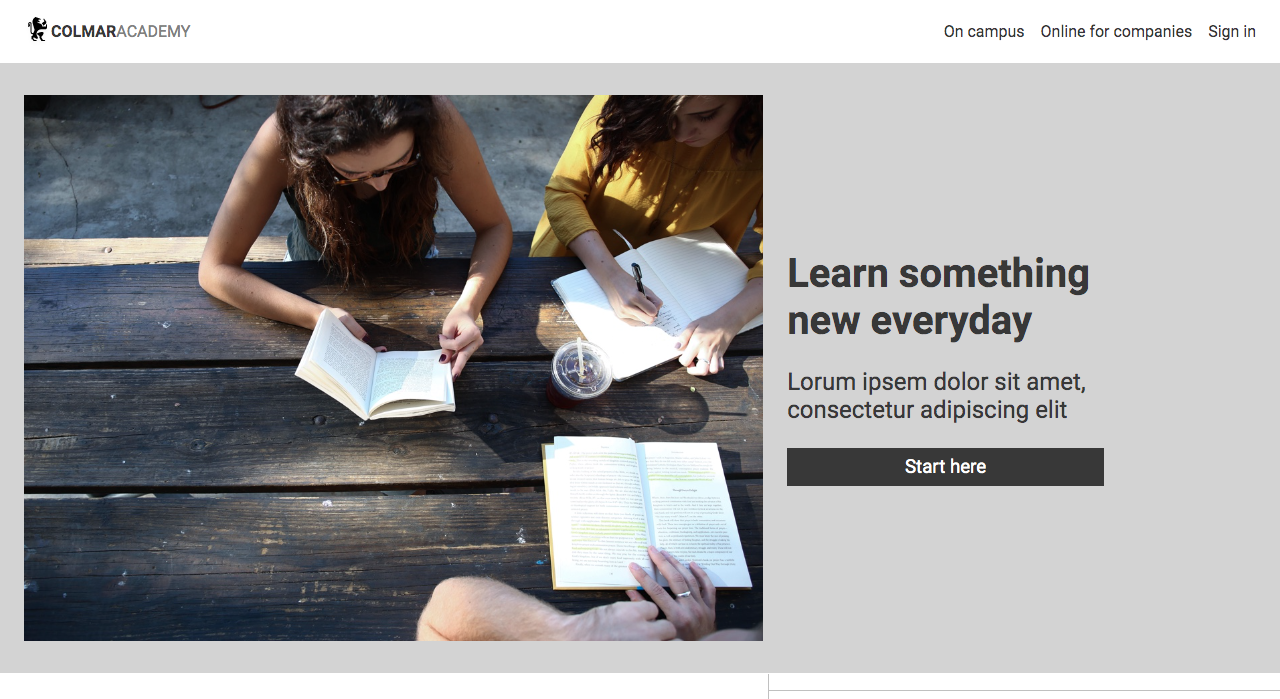 COLMARACADEMY
On campus Online for companies Sign in
Learn something
new everyday
Lorum ipsem dolor sit amet,
consectetur adipiscing elit
Start here